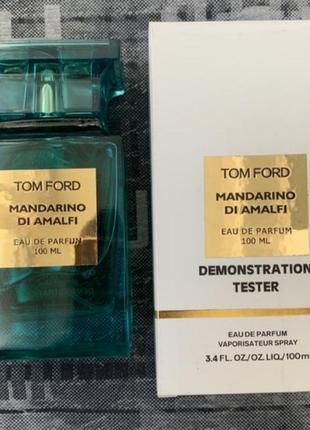 TOM FORD
MANDARINO
DI AMALFI
EAU DE PARFUM
100 ML
TOM FORD
MANDARINO
DI AMALFI
EAU DE PARFUM
100 ML
DEMONSTRATION
TESTER
EAU DE PARFUM
VAPORISATEUR SPRAY
3.4 FL. OZ./OZ. LIQ./100m